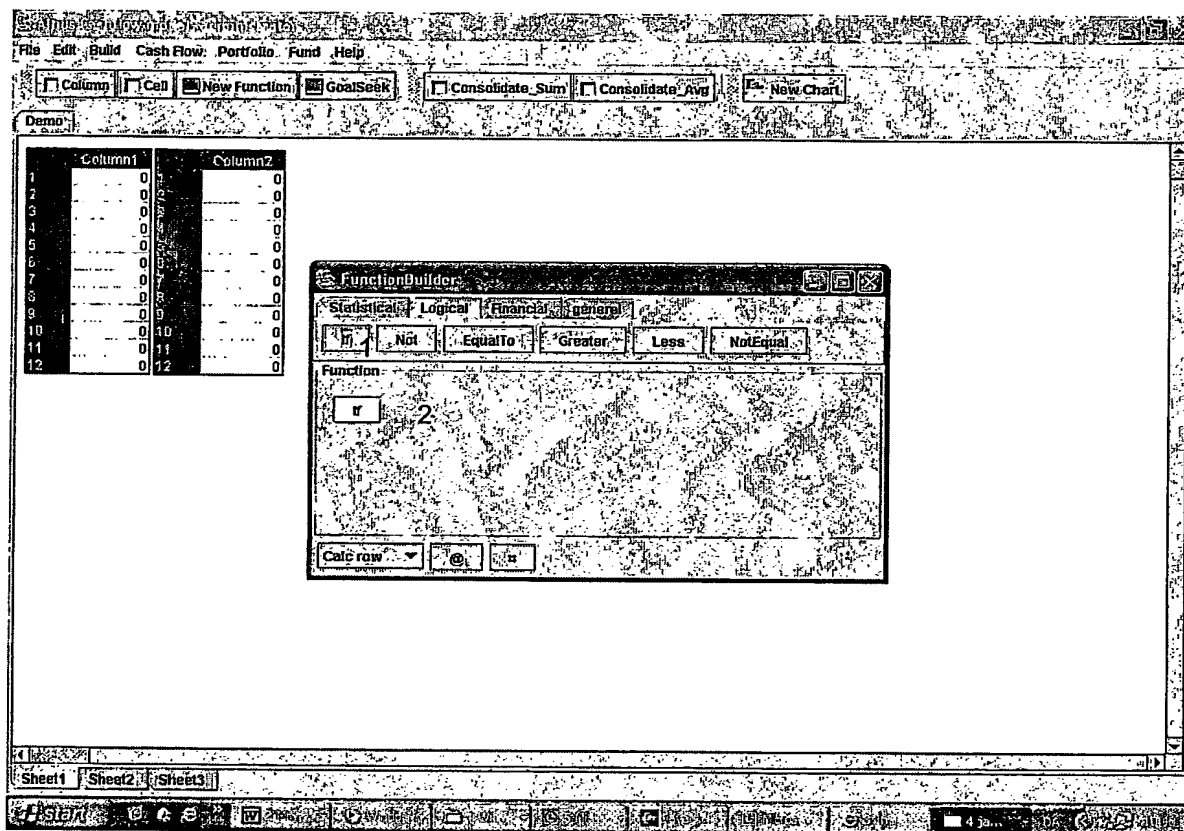 File Edit Build Cash Flow Portfolio Fund Help
Column Cell New Function GoalSeek Consolidate_Sum Consolidate_Avg New Chart
Demo
Column1 Column2
1 0 1 0
2 0 2 0
3 0 3 0
4 0 4 0
5 0 5 0
6 0 6 0
7 0 7 0
8 0 8 0
9 0 9 0
10 0 10 0
11 0 11 0
12 0 12 0
FunctionBuilder
Statistical Logical Financial general
If 1 Not EqualTo Greater Less NotEqual
Function
If 2
Calc row @ =
Sheet1 Sheet2 Sheet3
start